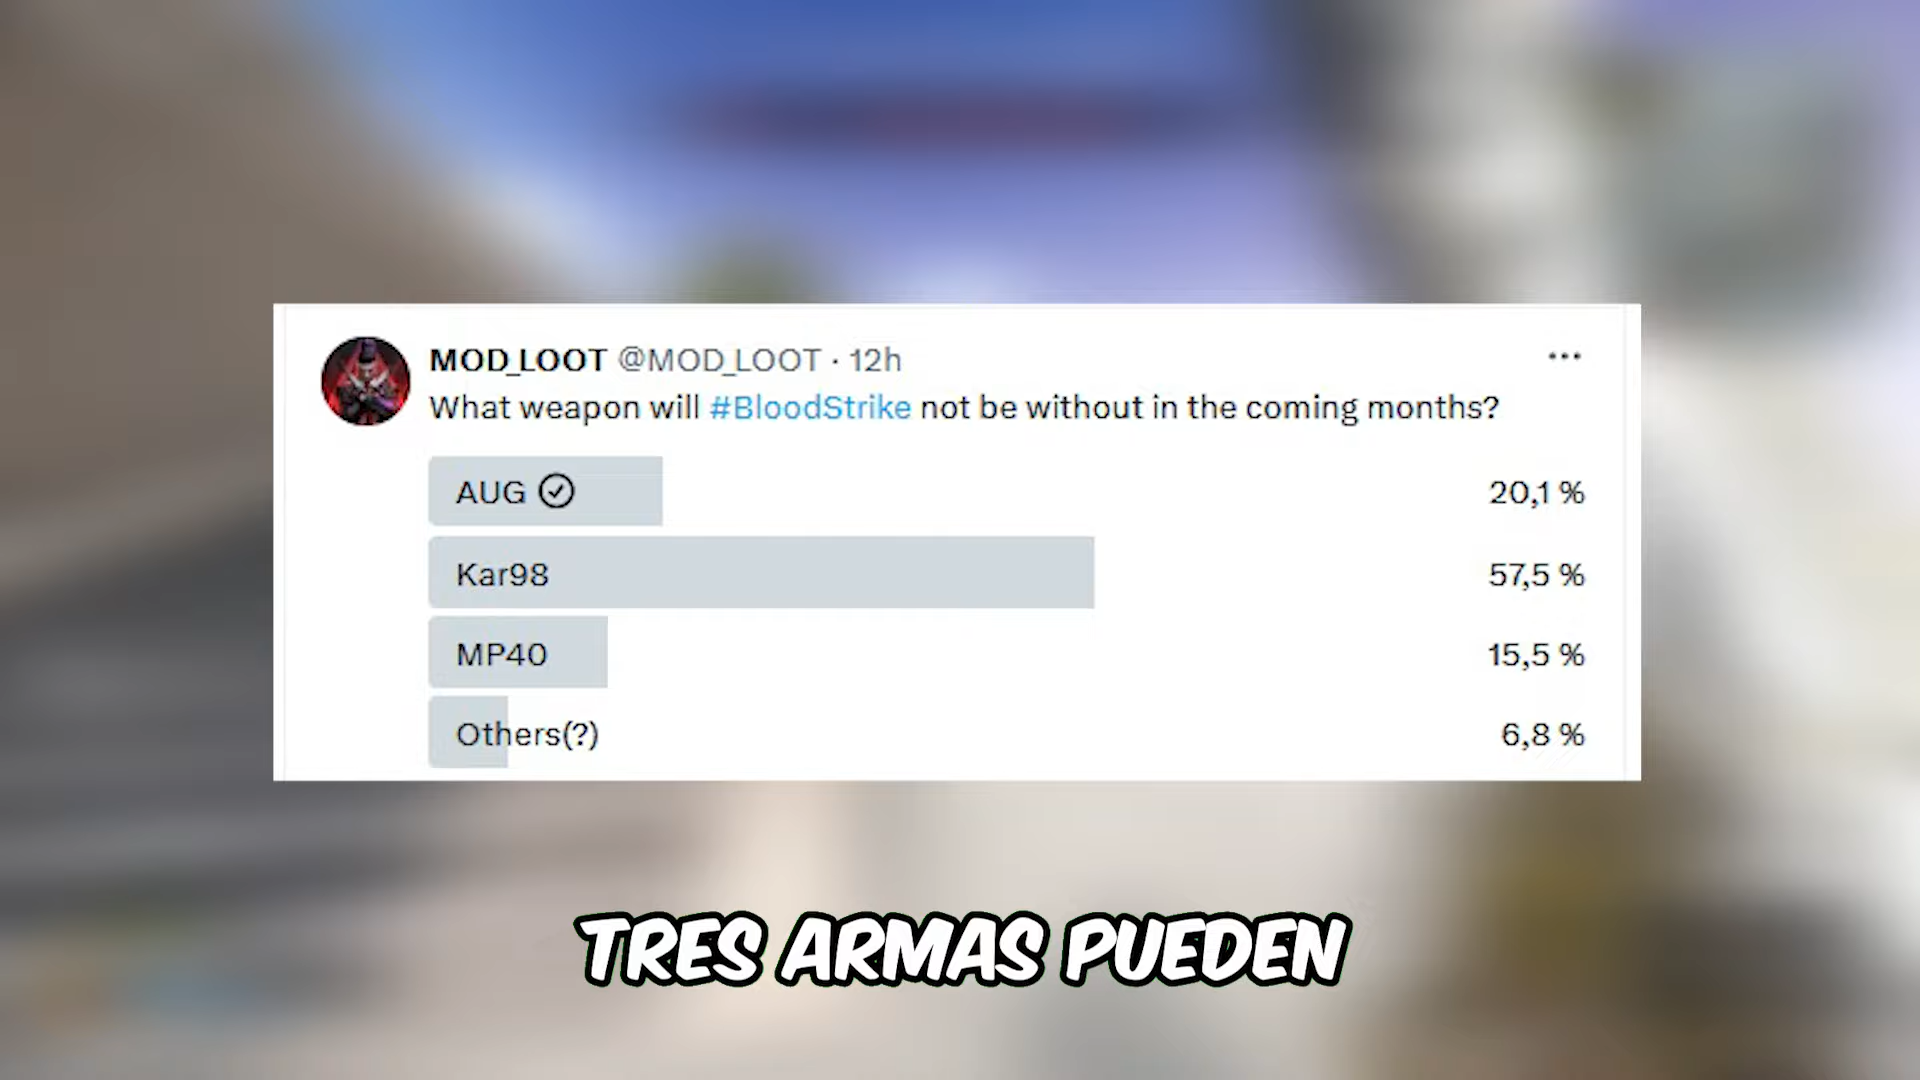 MOD_LOOT @MOD_LOOT · 12h
What weapon will #BloodStrike not be without in the coming months?
AUG 20,1 %
Kar98 57,5 %
MP40 15,5 %
Others(?) 6,8 %
TRES ARMAS PUEDEN